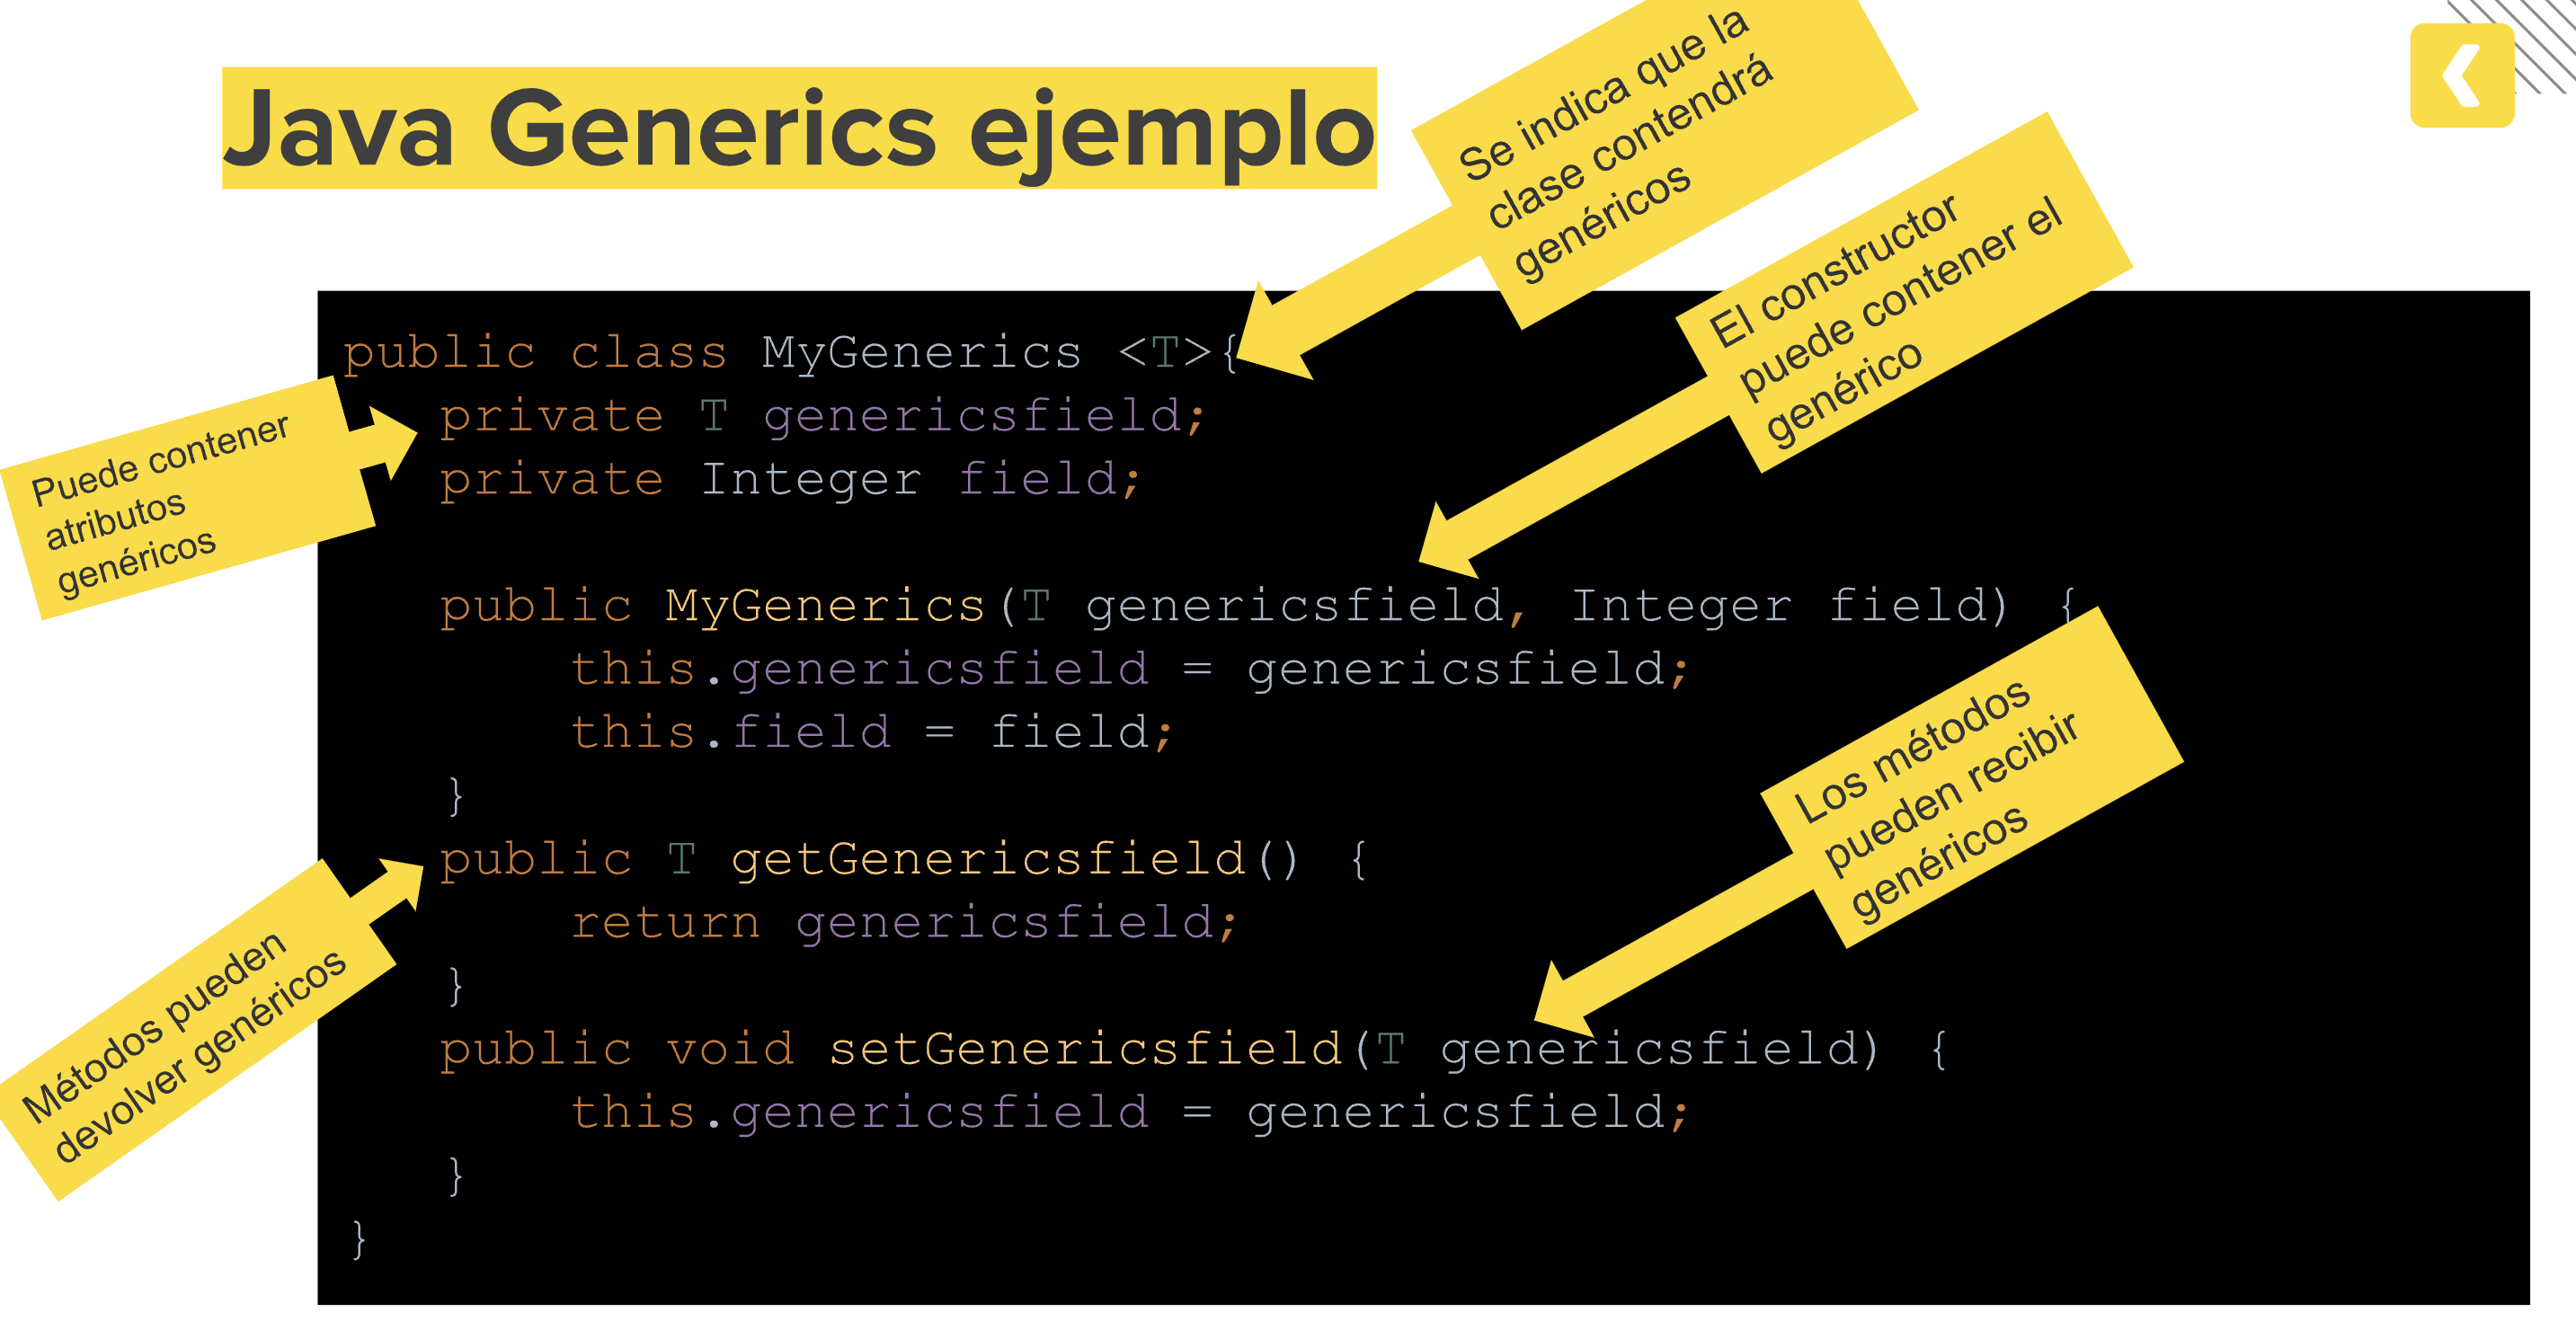 Java Generics ejemplo
Se indica que la
clase contendrá
genéricos
El constructor
puede contener el
genérico
Puede contener
atributos
genéricos
Los métodos
pueden recibir
genéricos
Métodos pueden
devolver genéricos
public class MyGenerics <T>{
private T genericsfield;
private Integer field;
public MyGenerics(T genericsfield, Integer field) {
this.genericsfield = genericsfield;
this.field = field;
}
public T getGenericsfield() {
return genericsfield;
}
public void setGenericsfield(T genericsfield) {
this.genericsfield = genericsfield;
}
}